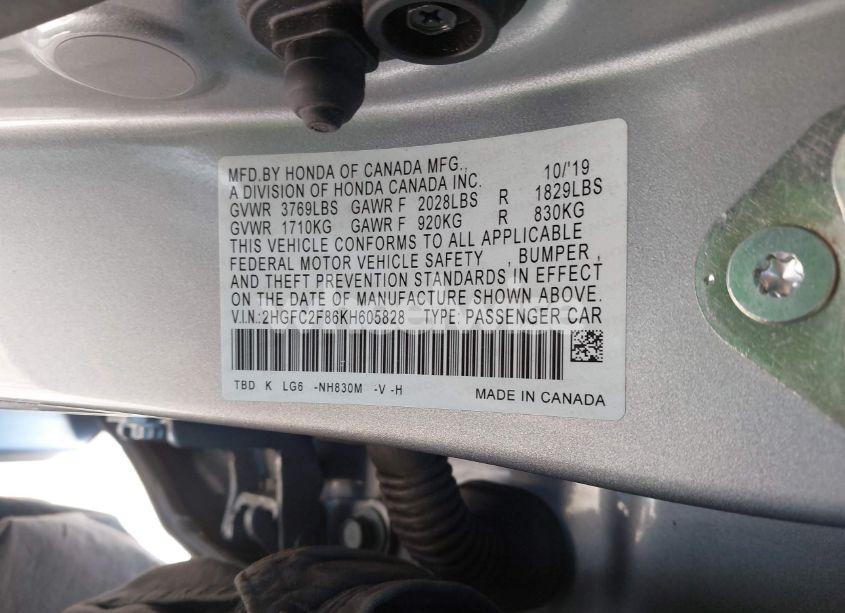 MFD.BY HONDA OF CANADA MFG., 10/'19
A DIVISION OF HONDA CANADA INC.
GVWR 3769LBS GAWR F 2028LBS R 1829LBS
GVWR 1710KG GAWR F 920KG R 830KG
THIS VEHICLE CONFORMS TO ALL APPLICABLE
FEDERAL MOTOR VEHICLE SAFETY , BUMPER ,
AND THEFT PREVENTION STANDARDS IN EFFECT
ON THE DATE OF MANUFACTURE SHOWN ABOVE.
V.I.N.:2HGFC2F86KH605828 TYPE: PASSENGER CAR
TBD K LG6 -NH830M -V -H MADE IN CANADA